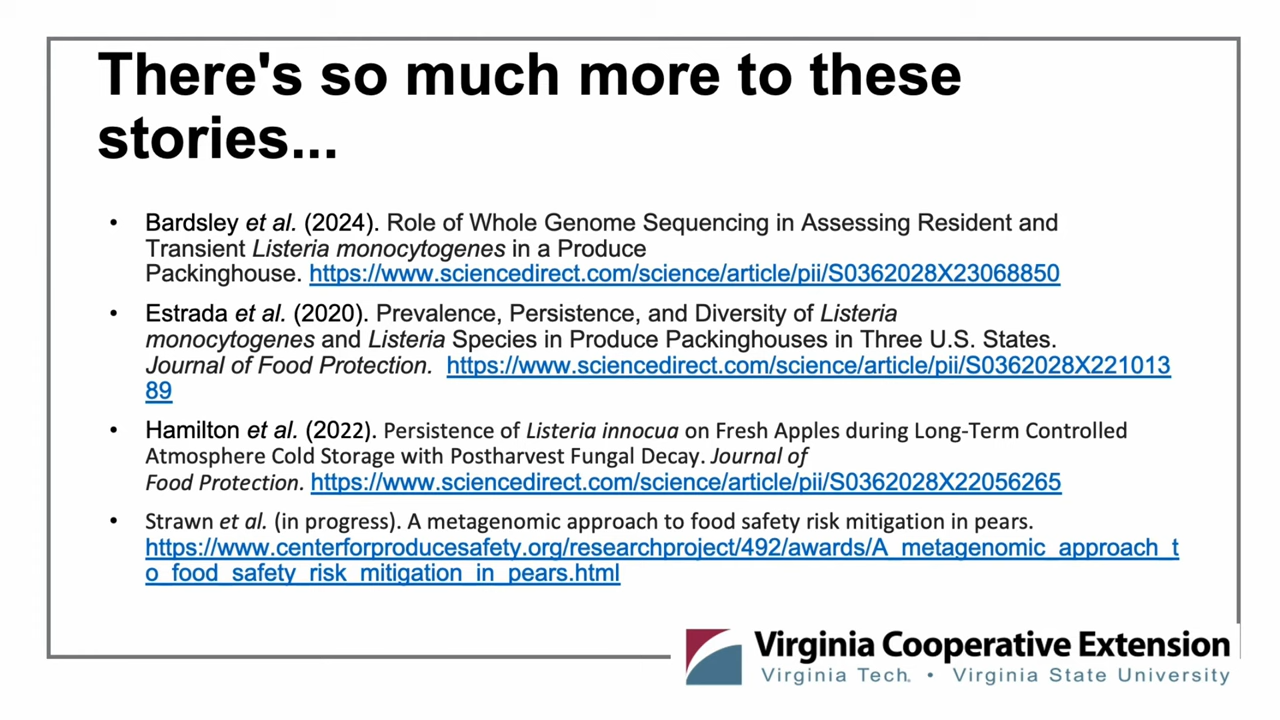 There's so much more to these
stories...
• Bardsley et al. (2024). Role of Whole Genome Sequencing in Assessing Resident and
Transient Listeria monocytogenes in a Produce
Packinghouse. https://www.sciencedirect.com/science/article/pii/S0362028X23068850
• Estrada et al. (2020). Prevalence, Persistence, and Diversity of Listeria
monocytogenes and Listeria Species in Produce Packinghouses in Three U.S. States.
Journal of Food Protection. https://www.sciencedirect.com/science/article/pii/S0362028X221013
89
• Hamilton et al. (2022). Persistence of Listeria innocua on Fresh Apples during Long-Term Controlled
Atmosphere Cold Storage with Postharvest Fungal Decay. Journal of
Food Protection. https://www.sciencedirect.com/science/article/pii/S0362028X22056265
• Strawn et al. (in progress). A metagenomic approach to food safety risk mitigation in pears.
https://www.centerforproducesafety.org/researchproject/492/awards/A_metagenomic_approach_t
o_food_safety_risk_mitigation_in_pears.html
Virginia Cooperative Extension
Virginia Tech. • Virginia State University